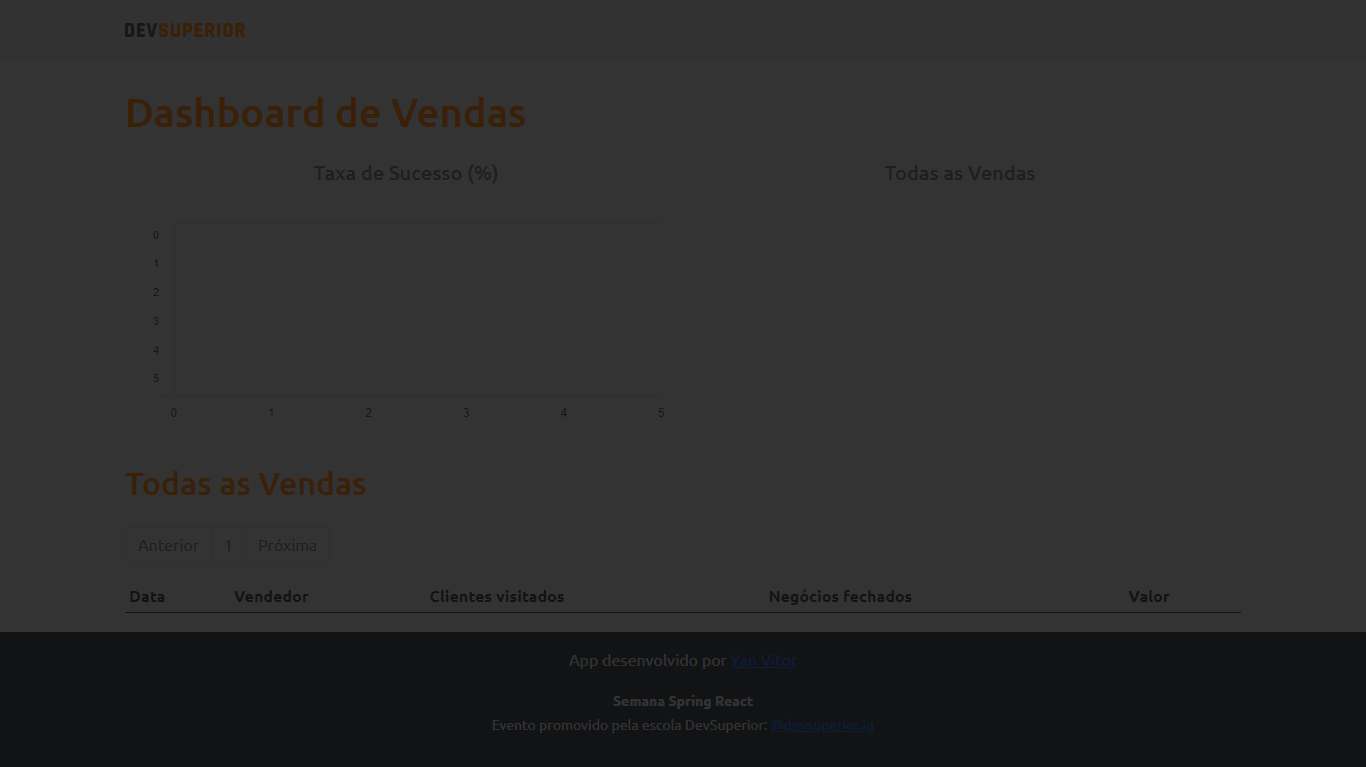 DEVSUPERIOR
Dashboard de Vendas
Taxa de Sucesso (%)
Todas as Vendas
0
1
2
3
4
5
0 1 2 3 4 5
Todas as Vendas
Anterior 1 Próxima
Data Vendedor Clientes visitados Negócios fechados Valor
App desenvolvido por Yan Vitor
Semana Spring React
Evento promovido pela escola DevSuperior: @devsuperior.ig